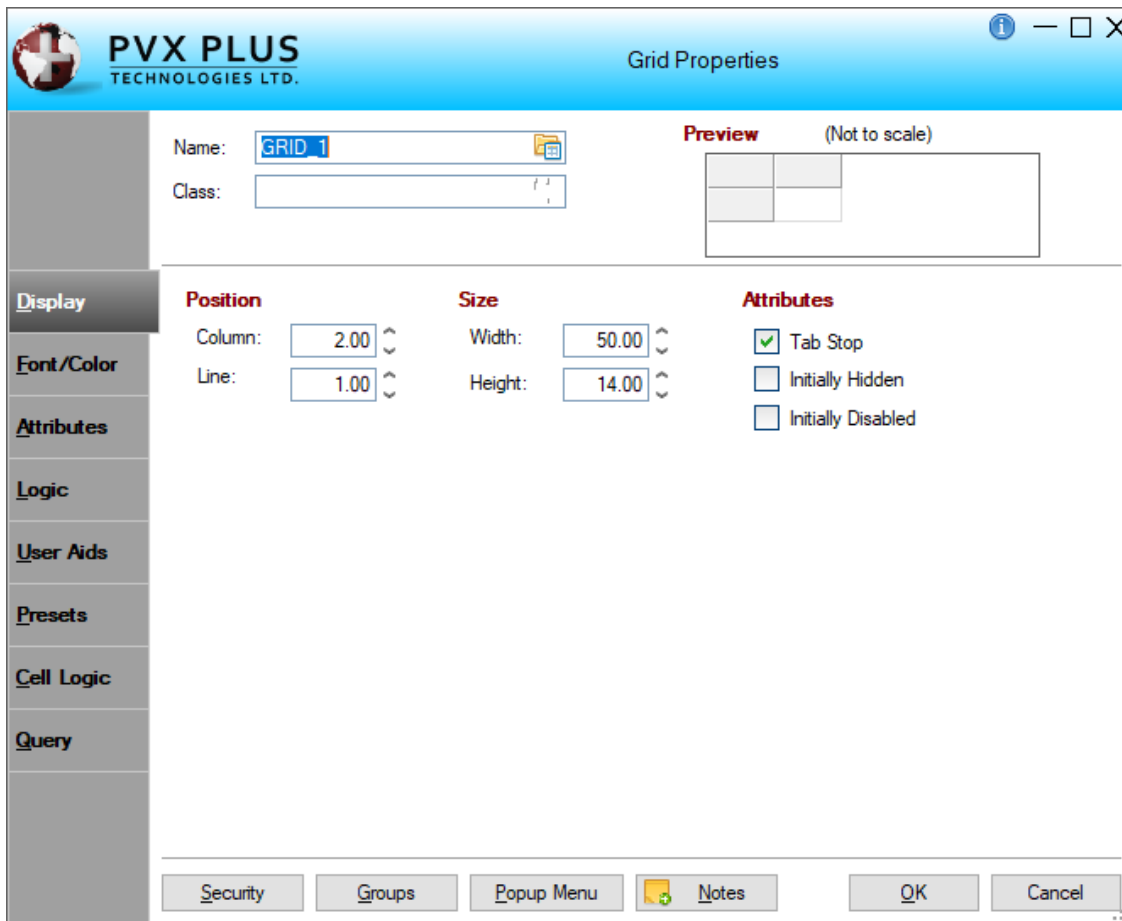 PVX PLUS
TECHNOLOGIES LTD.
Grid Properties
Name: GRID_1
Class:
Preview (Not to scale)
Display
Font/Color
Attributes
Logic
User Aids
Presets
Cell Logic
Query
Position
Column: 2.00
Line: 1.00
Size
Width: 50.00
Height: 14.00
Attributes
Tab Stop
Initially Hidden
Initially Disabled
Security Groups Popup Menu Notes OK Cancel